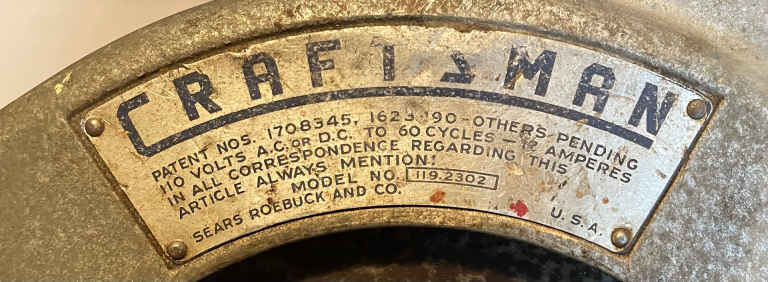 CRAFTSMAN
PATENT NOS. 1708345, -OTHERS PENDING
110 VOLTS A.C. OR D.C. TO 60 CYCLES - 12 AMPERES
IN ALL CORRESPONDENCE REGARDING THIS
ARTICLE ALWAYS MENTION:
MODEL NO. 119.2302
SEARS ROEBUCK AND CO. U.S.A.